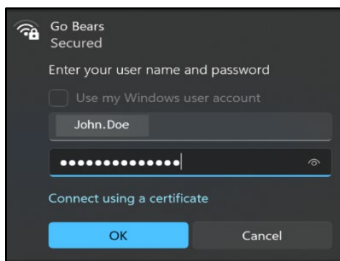 Go Bears
Secured
Enter your user name and password
Use my Windows user account
John.Doe
••••••••••••••
Connect using a certificate
OK
Cancel